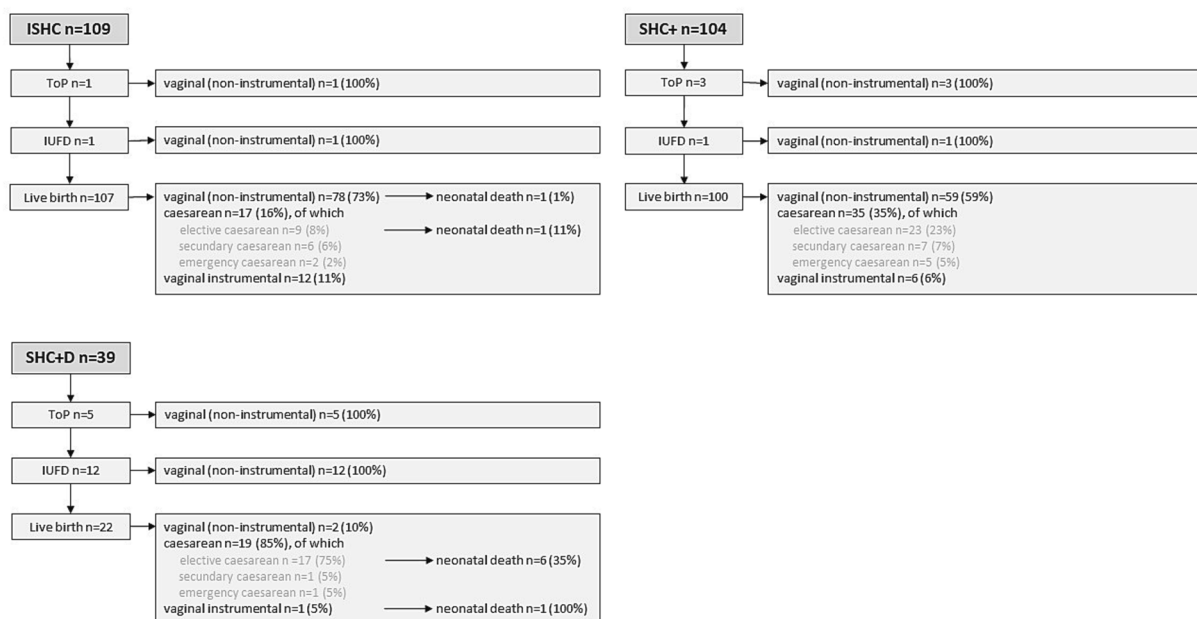 ISHC n=109
ToP n=1
vaginal (non-instrumental) n=1 (100%)
IUFD n=1
vaginal (non-instrumental) n=1 (100%)
Live birth n=107
vaginal (non-instrumental) n=78 (73%)
neonatal death n=1 (1%)
caesarean n=17 (16%), of which
elective caesarean n=9 (8%)
neonatal death n=1 (11%)
secundary caesarean n=6 (6%)
emergency caesarean n=2 (2%)
vaginal instrumental n=12 (11%)
SHC+ n=104
ToP n=3
vaginal (non-instrumental) n=3 (100%)
IUFD n=1
vaginal (non-instrumental) n=1 (100%)
Live birth n=100
vaginal (non-instrumental) n=59 (59%)
caesarean n=35 (35%), of which
elective caesarean n=23 (23%)
secundary caesarean n=7 (7%)
emergency caesarean n=5 (5%)
vaginal instrumental n=6 (6%)
SHC+D n=39
ToP n=5
vaginal (non-instrumental) n=5 (100%)
IUFD n=12
vaginal (non-instrumental) n=12 (100%)
Live birth n=22
vaginal (non-instrumental) n=2 (10%)
caesarean n=19 (85%), of which
elective caesarean n =17 (75%)
neonatal death n=6 (35%)
secundary caesarean n=1 (5%)
emergency caesarean n=1 (5%)
vaginal instrumental n=1 (5%)
neonatal death n=1 (100%)